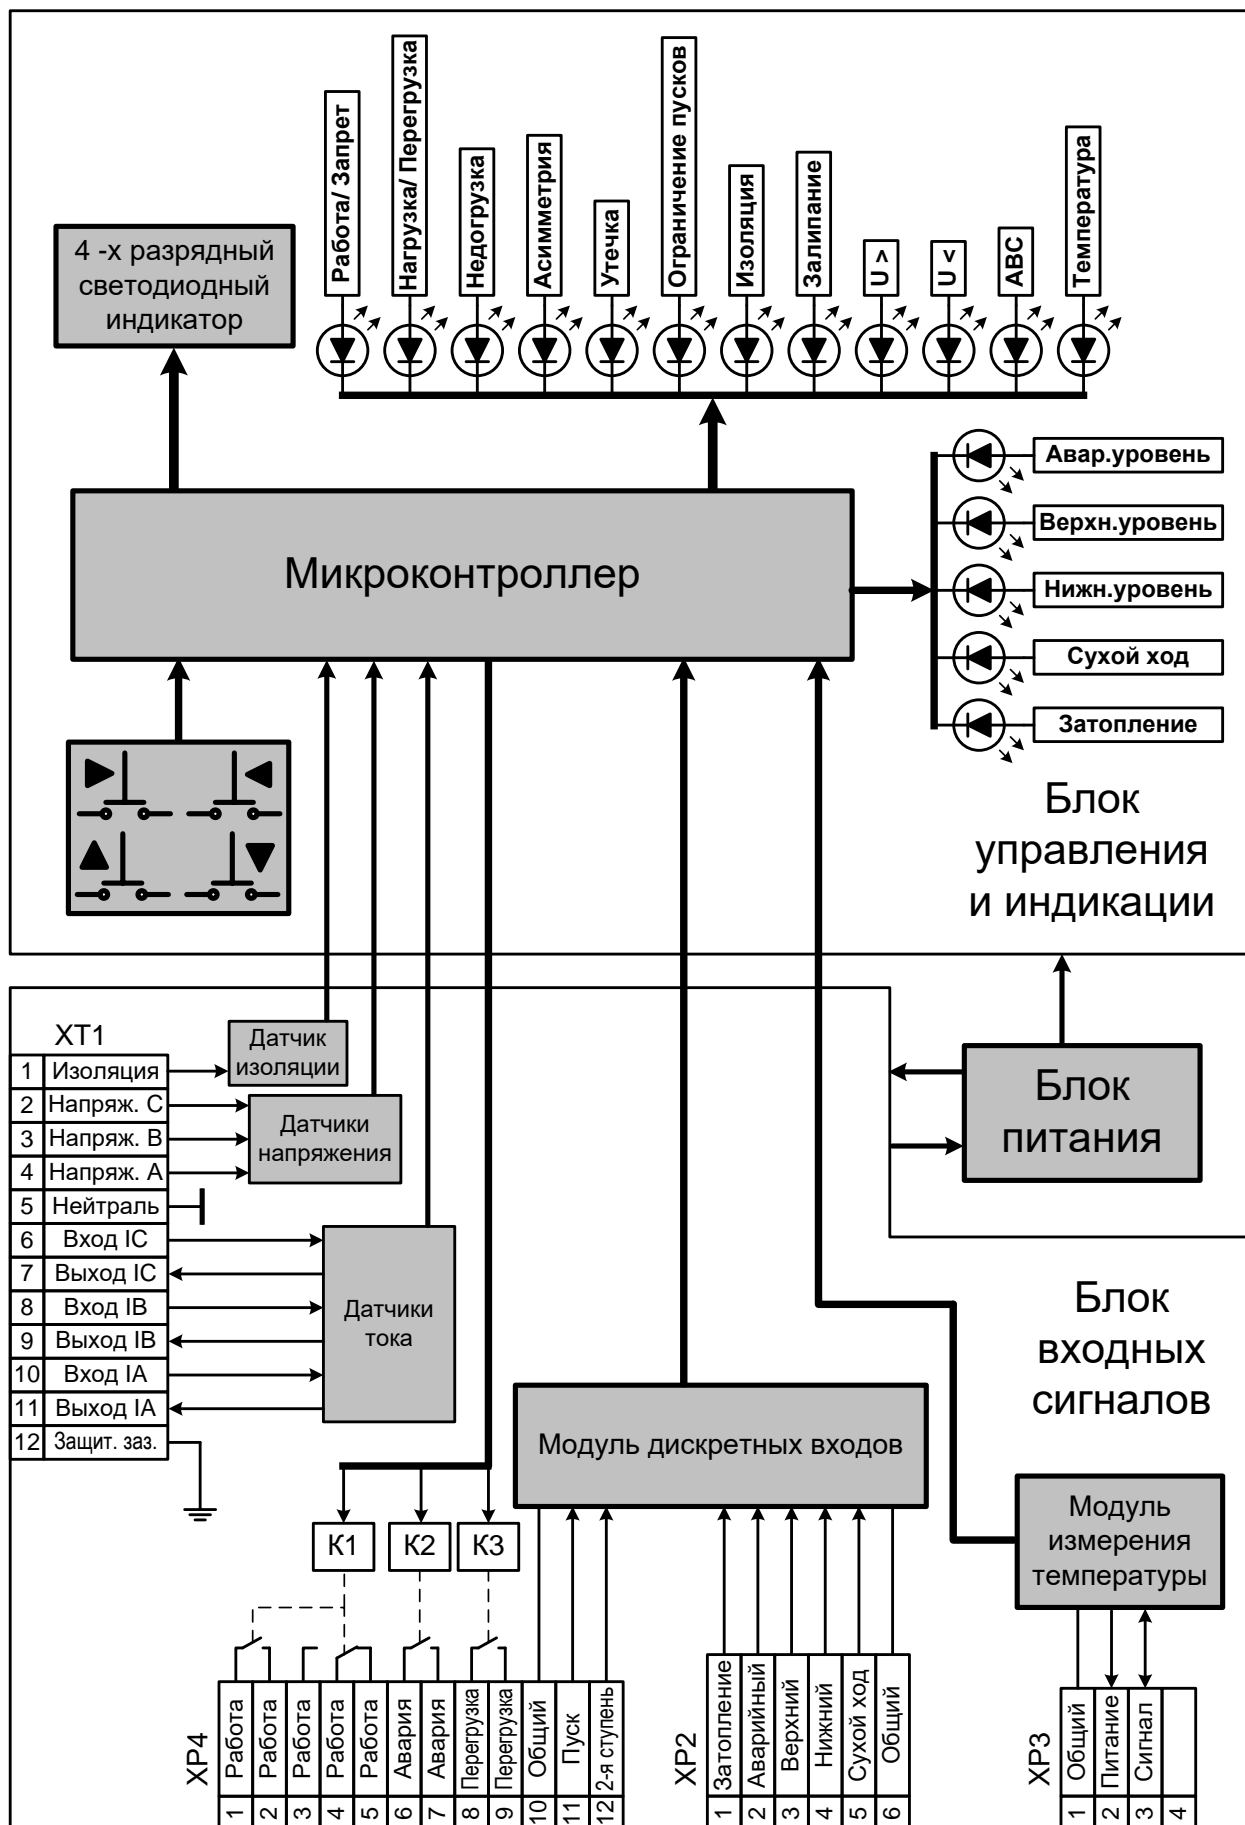 Работа/ Запрет
Нагрузка/ Перегрузка
Недогрузка
Асимметрия
Утечка
Ограничение пусков
Изоляция
Залипание
U >
U <
АВС
Температура
4 -х разрядный
светодиодный
индикатор
Микроконтроллер
Авар.уровень
Верхн.уровень
Нижн.уровень
Сухой ход
Затопление
Блок
управления
и индикации
XT1
1 Изоляция
2 Напряж. С
3 Напряж. В
4 Напряж. А
5 Нейтраль
6 Вход IC
7 Выход IC
8 Вход IB
9 Выход IB
10 Вход IA
11 Выход IA
12 Защит. заз.
Датчик
изоляции
Датчики
напряжения
Датчики
тока
Блок
питания
Блок
входных
сигналов
Модуль дискретных входов
Модуль
измерения
температуры
К1
К2
К3
XP4
1 Работа
2 Работа
3 Работа
4 Работа
5 Работа
6 Авария
7 Авария
8 Перегрузка
9 Перегрузка
10 Общий
11 Пуск
12 2-я ступень
XP2
1 Затопление
2 Аварийный
3 Верхний
4 Нижний
5 Сухой ход
6 Общий
XP3
1 Общий
2 Питание
3 Сигнал
4